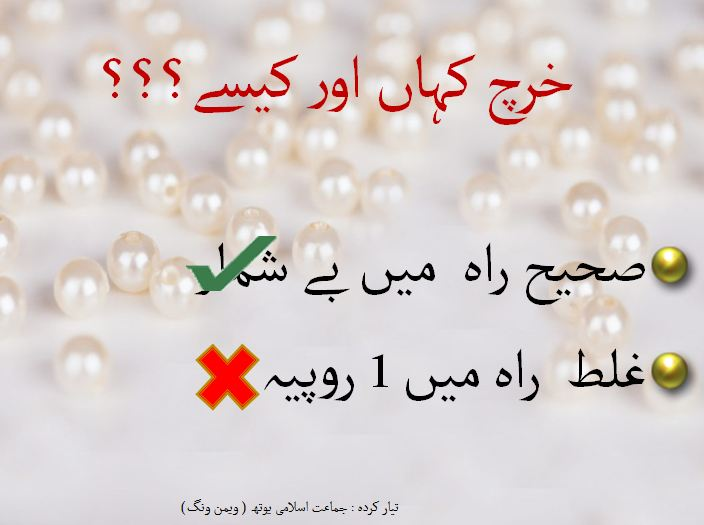 خرچ کہاں اور کیسے ؟ ؟ ؟
صحیح راہ میں بے شمار
غلط راہ میں 1 روپیہ
تیار کردہ : جماعت اسلامی یوتھ ( ویمن ونگ )